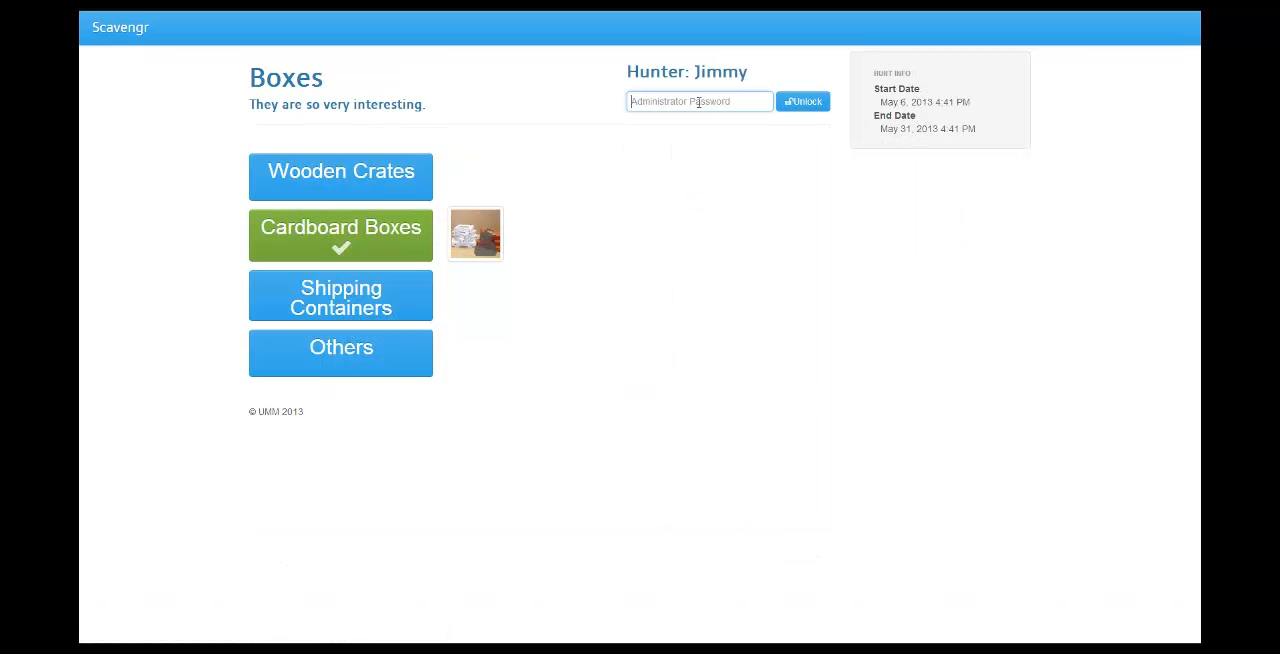 Scavengr
Boxes
They are so very interesting.
Hunter: Jimmy
Administrator Password
Unlock
HUNT INFO
Start Date
May 6, 2013 4:41 PM
End Date
May 31, 2013 4:41 PM
Wooden Crates
Cardboard Boxes
Shipping
Containers
Others
© UMM 2013